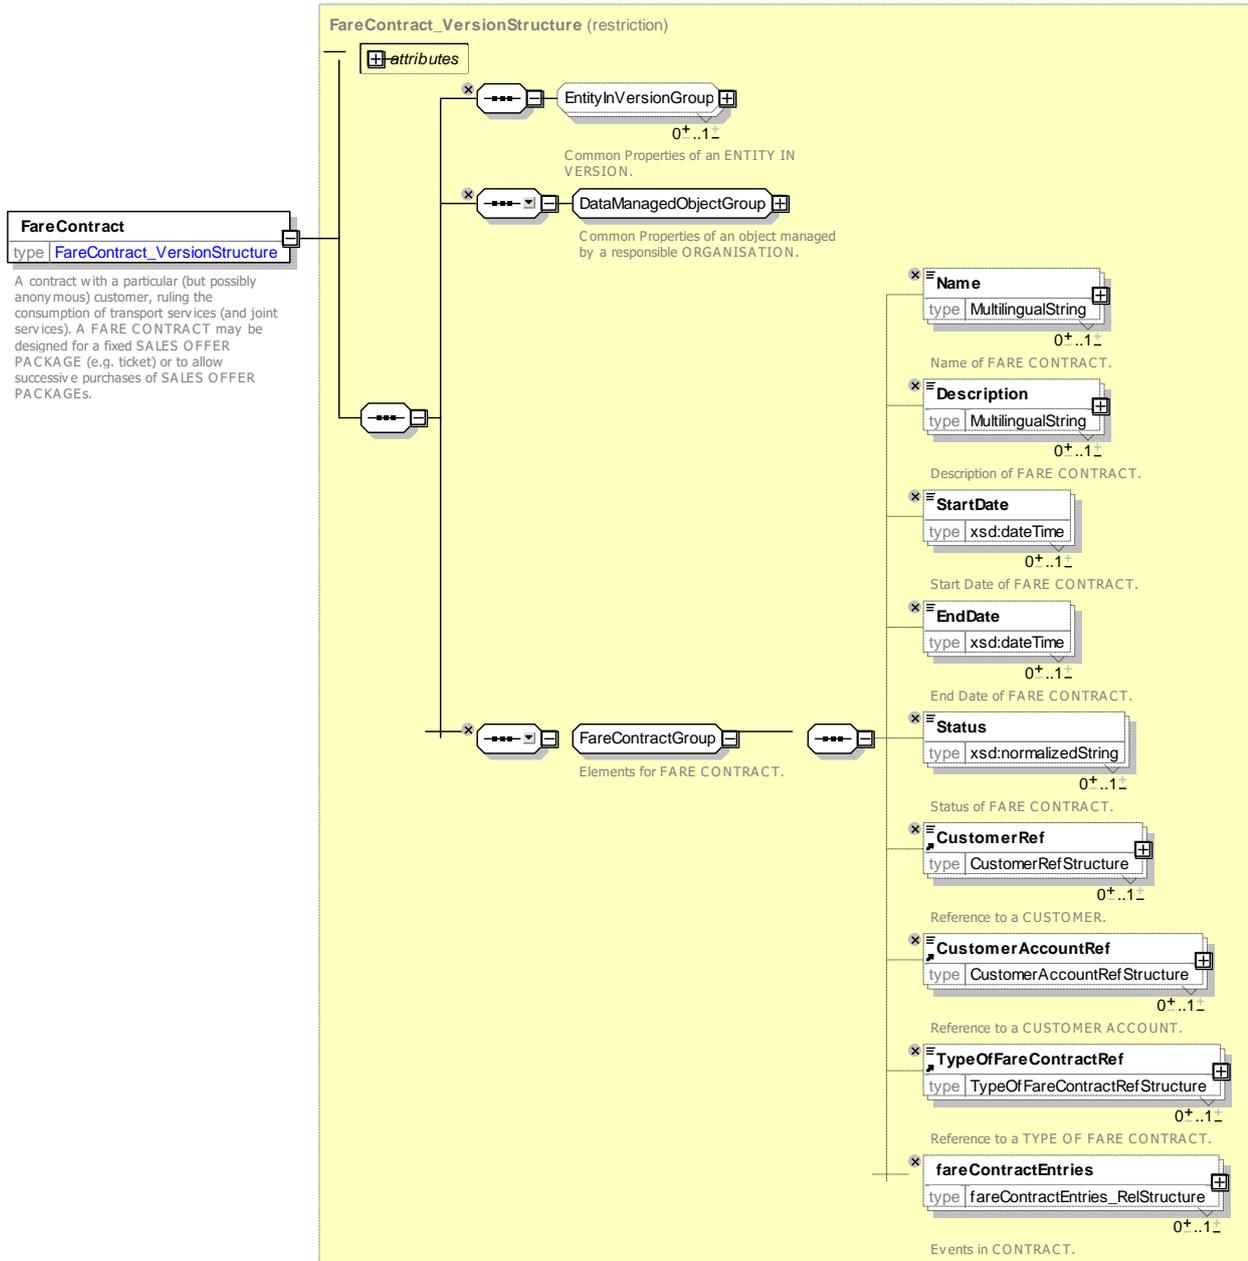 FareContract_VersionStructure (restriction)
attributes
EntityInVersionGroup
0..1
Common Properties of an ENTITY IN
VERSION.
DataManagedObjectGroup
Common Properties of an object managed
by a responsible ORGANISATION.
FareContract
type FareContract_VersionStructure
A contract with a particular (but possibly
anonymous) customer, ruling the
consumption of transport services (and joint
services). A FARE CONTRACT may be
designed for a fixed SALES OFFER
PACKAGE (e.g. ticket) or to allow
successive purchases of SALES OFFER
PACKAGEs.
Name
type MultilingualString
0..1
Name of FARE CONTRACT.
Description
type MultilingualString
0..1
Description of FARE CONTRACT.
StartDate
type xsd:dateTime
0..1
Start Date of FARE CONTRACT.
EndDate
type xsd:dateTime
0..1
End Date of FARE CONTRACT.
FareContractGroup
Elements for FARE CONTRACT.
Status
type xsd:normalizedString
0..1
Status of FARE CONTRACT.
CustomerRef
type CustomerRefStructure
0..1
Reference to a CUSTOMER.
CustomerAccountRef
type CustomerAccountRefStructure
0..1
Reference to a CUSTOMER ACCOUNT.
TypeOfFareContractRef
type TypeOfFareContractRefStructure
0..1
Reference to a TYPE OF FARE CONTRACT.
fareContractEntries
type fareContractEntries_RelStructure
0..1
Events in CONTRACT.